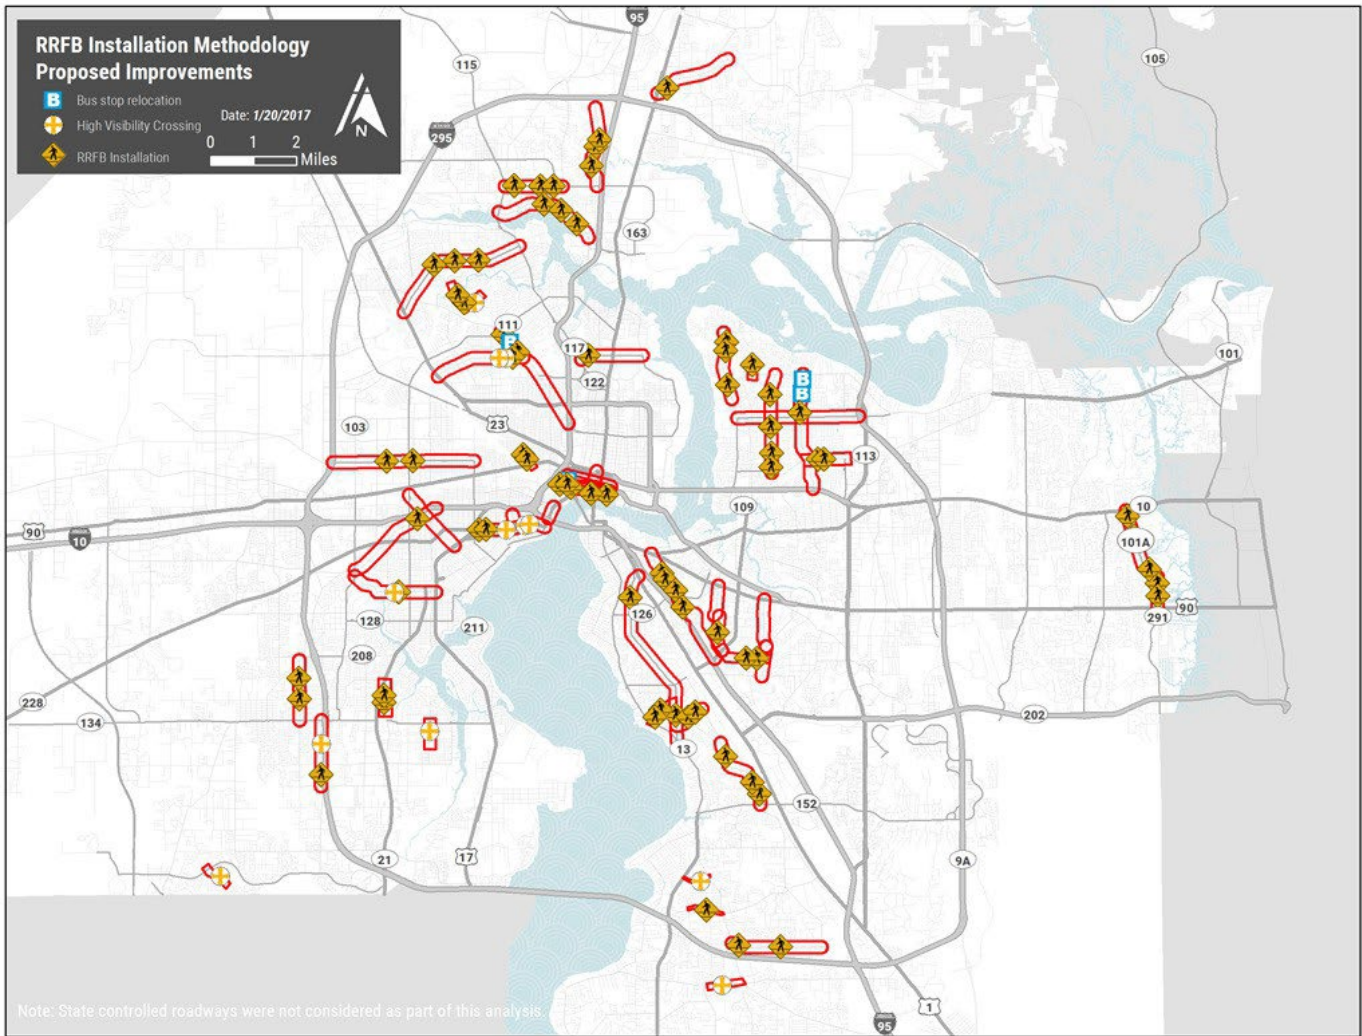 RRFB Installation Methodology
Proposed Improvements
B Bus stop relocation
High Visibility Crossing
RRFB Installation
Date: 1/20/2017
0 1 2
Miles
N
95
115
105
295
163
111
117
122
101
103
23
113
109
10
90
10
101A
126
128
211
90
291
208
228
134
202
13
152
21
17
9A
1
95
B
B
B
Note: State controlled roadways were not considered as part of this analysis.